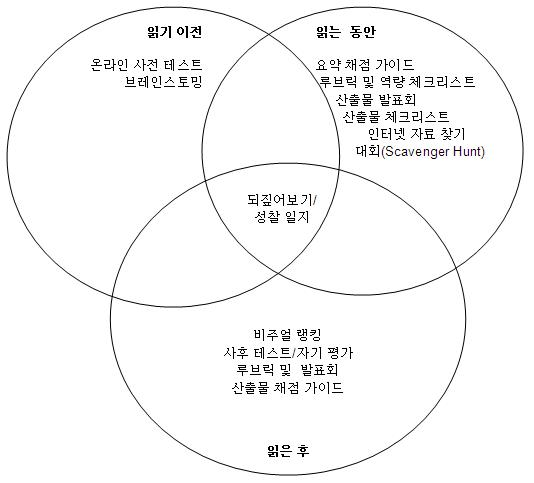 읽기 이전
온라인 사전 테스트
브레인스토밍
읽는 동안
요약 채점 가이드
루브릭 및 역량 체크리스트
산출물 발표회
산출물 체크리스트
인터넷 자료 찾기
대회(Scavenger Hunt)
되짚어보기/
성찰 일지
비주얼 랭킹
사후 테스트/자기 평가
루브릭 및 발표회
산출물 채점 가이드
읽은 후